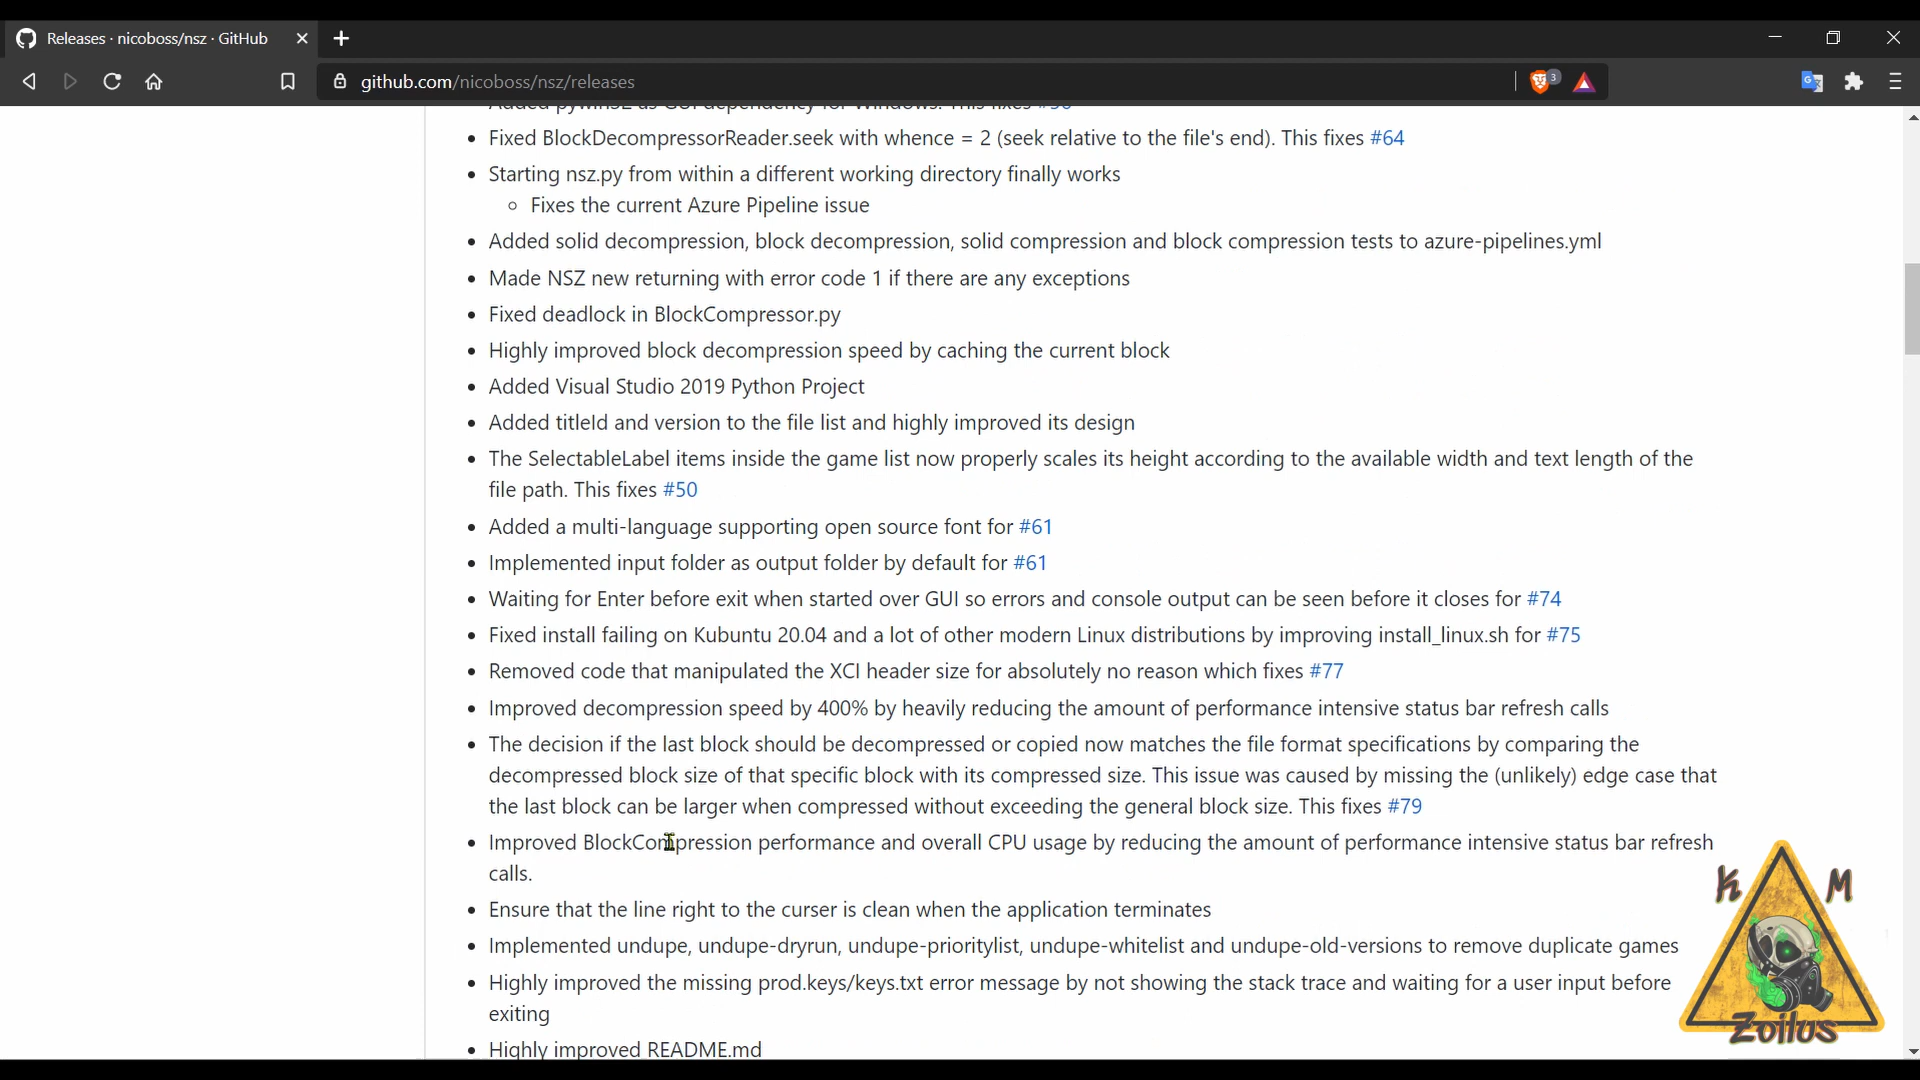 Releases · nicoboss/nsz · GitHub
github.com/nicoboss/nsz/releases
3
Added pywin32 as GUI dependency for Windows. This fixes
• Fixed BlockDecompressorReader.seek with whence = 2 (seek relative to the file's end). This fixes #64
• Starting nsz.py from within a different working directory finally works
◦ Fixes the current Azure Pipeline issue
• Added solid decompression, block decompression, solid compression and block compression tests to azure-pipelines.yml
• Made NSZ new returning with error code 1 if there are any exceptions
• Fixed deadlock in BlockCompressor.py
• Highly improved block decompression speed by caching the current block
• Added Visual Studio 2019 Python Project
• Added titleId and version to the file list and highly improved its design
• The SelectableLabel items inside the game list now properly scales its height according to the available width and text length of the
file path. This fixes #50
• Added a multi-language supporting open source font for #61
• Implemented input folder as output folder by default for #61
• Waiting for Enter before exit when started over GUI so errors and console output can be seen before it closes for #74
• Fixed install failing on Kubuntu 20.04 and a lot of other modern Linux distributions by improving install_linux.sh for #75
• Removed code that manipulated the XCI header size for absolutely no reason which fixes #77
• Improved decompression speed by 400% by heavily reducing the amount of performance intensive status bar refresh calls
• The decision if the last block should be decompressed or copied now matches the file format specifications by comparing the
decompressed block size of that specific block with its compressed size. This issue was caused by missing the (unlikely) edge case that
the last block can be larger when compressed without exceeding the general block size. This fixes #79
• Improved BlockCompression performance and overall CPU usage by reducing the amount of performance intensive status bar refresh
calls.
• Ensure that the line right to the curser is clean when the application terminates
• Implemented undupe, undupe-dryrun, undupe-prioritylist, undupe-whitelist and undupe-old-versions to remove duplicate games
• Highly improved the missing prod.keys/keys.txt error message by not showing the stack trace and waiting for a user input before
exiting
• Highly improved README.md
K M
Zoilus